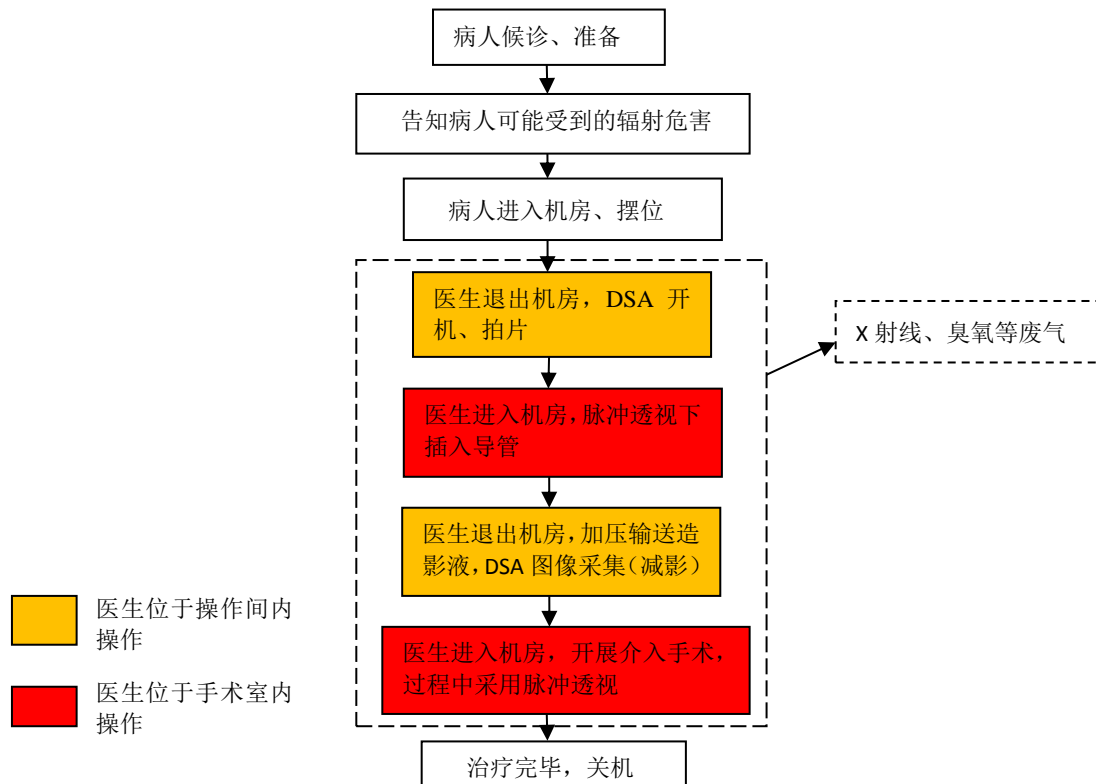 病人候诊、准备
告知病人可能受到的辐射危害
病人进入机房、摆位
医生退出机房，DSA 开
机、拍片
X 射线、臭氧等废气
医生进入机房，脉冲透视下
插入导管
医生退出机房，加压输送造
影液，DSA 图像采集（减影）
医生位于操作间内
操作
医生进入机房，开展介入手术，
过程中采用脉冲透视
医生位于手术室内
操作
治疗完毕，关机